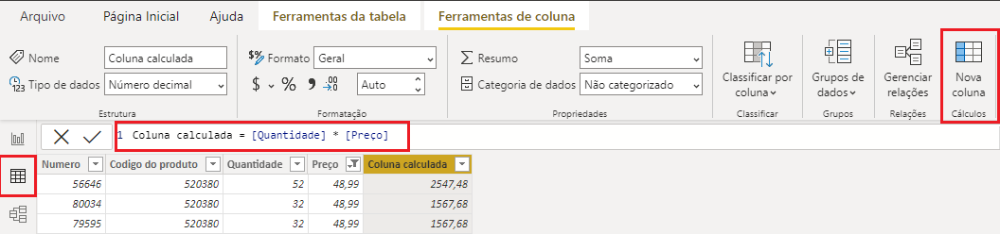 Arquivo Página Inicial Ajuda Ferramentas da tabela Ferramentas de coluna
Nome Coluna calculada $% Formato Geral Resumo Soma
Tipo de dados Número decimal $ % 9 .00 Auto Categoria de dados Não categorizado
Classificar por coluna
Grupos de dados
Gerenciar relações
Nova coluna
Estrutura Formatação Propriedades Classificar Grupos Relações Cálculos
1 Coluna calculada = [Quantidade] * [Preço]
Numero Codigo do produto Quantidade Preço Coluna calculada
56646 520380 52 48,99 2547,48
80034 520380 32 48,99 1567,68
79595 520380 32 48,99 1567,68